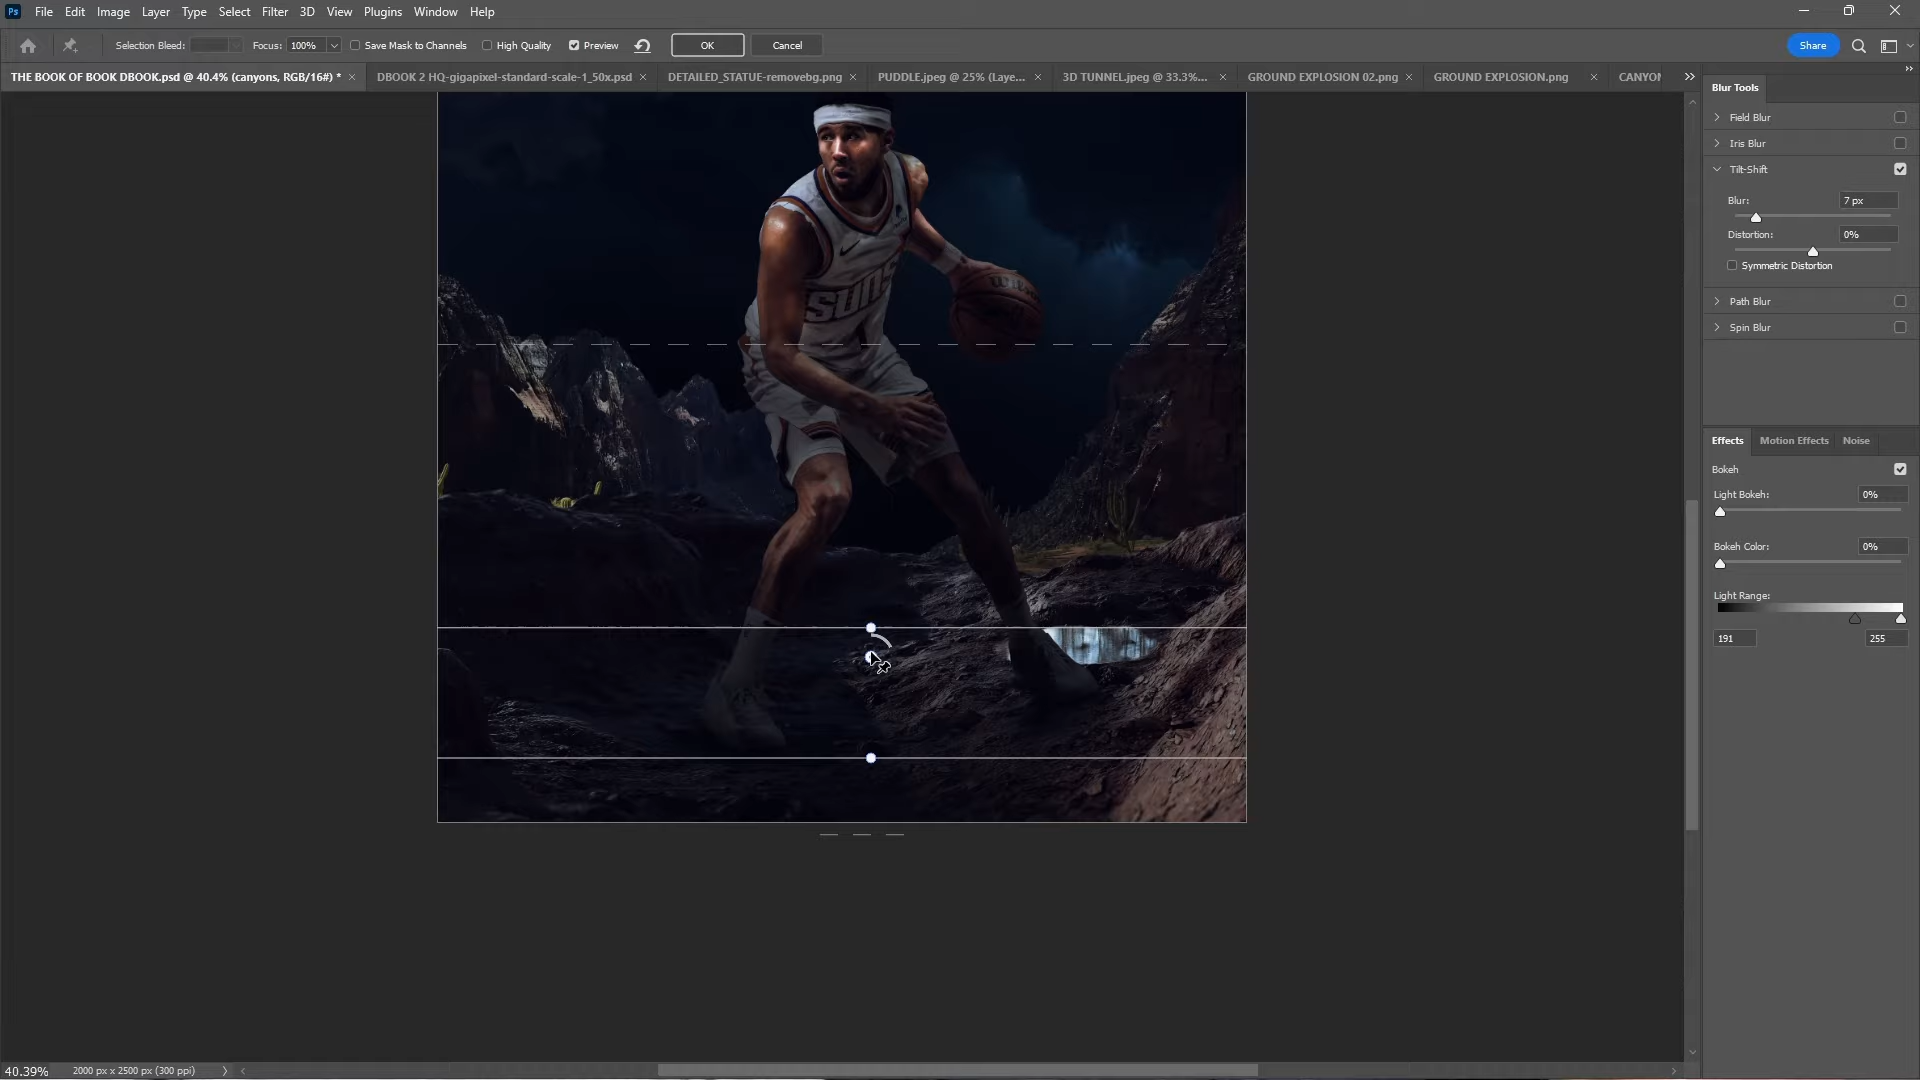 Ps File Edit Image Layer Type Select Filter 3D View Plugins Window Help
Selection Bleed: Focus: 100% Save Mask to Channels High Quality Preview OK Cancel Share
THE BOOK OF BOOK DBOOK.psd @ 40.4% (canyons, RGB/16#) * × DBOOK 2 HQ-gigapixel-standard-scale-1_50x.psd × DETAILED_STATUE-removebg.png × PUDDLE.jpeg @ 25% (Laye... × 3D TUNNEL.jpeg @ 33.3%... × GROUND EXPLOSION 02.png × GROUND EXPLOSION.png × CANYON
Blur Tools
Field Blur
Iris Blur
Tilt-Shift
Blur: 7 px
Distortion: 0%
Symmetric Distortion
Path Blur
Spin Blur
Effects Motion Effects Noise
Bokeh
Light Bokeh: 0%
Bokeh Color: 0%
Light Range:
191 255
Wilson
SUNS
40.39% 2000 px x 2500 px (300 ppi)